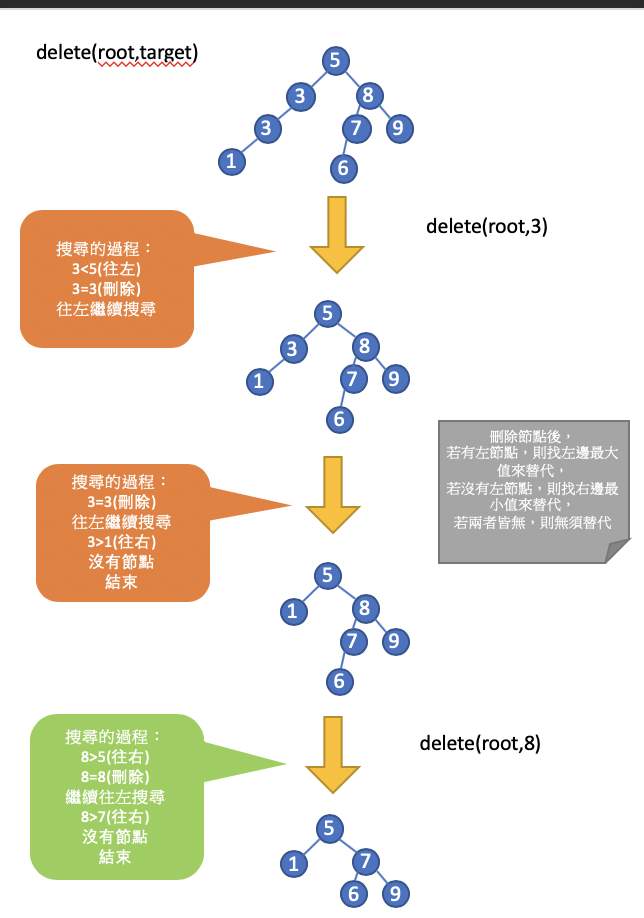 delete(root,target)
5
3
8
3
7
9
1
6
搜尋的過程：
3<5(往左)
3=3(刪除)
往左繼續搜尋
delete(root,3)
5
3
8
1
7
9
6
刪除節點後，
若有左節點，則找左邊最大
值來替代，
若沒有左節點，則找右邊最
小值來替代，
若兩者皆無，則無須替代
搜尋的過程：
3=3(刪除)
往左繼續搜尋
3>1(往右)
沒有節點
結束
5
1
8
7
9
6
搜尋的過程：
8>5(往右)
8=8(刪除)
繼續往左搜尋
8>7(往右)
沒有節點
結束
delete(root,8)
5
1
7
6
9